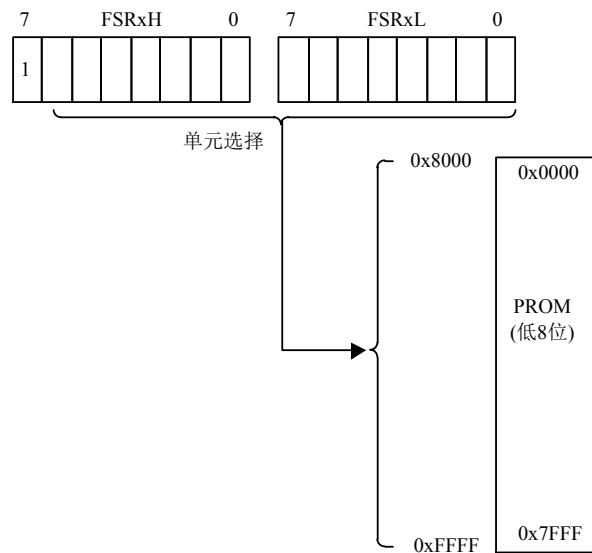 7 FSRxH 0 7 FSRxL 0
1
单元选择
0x8000 0x0000
PROM
(低8位)
0xFFFF 0x7FFF